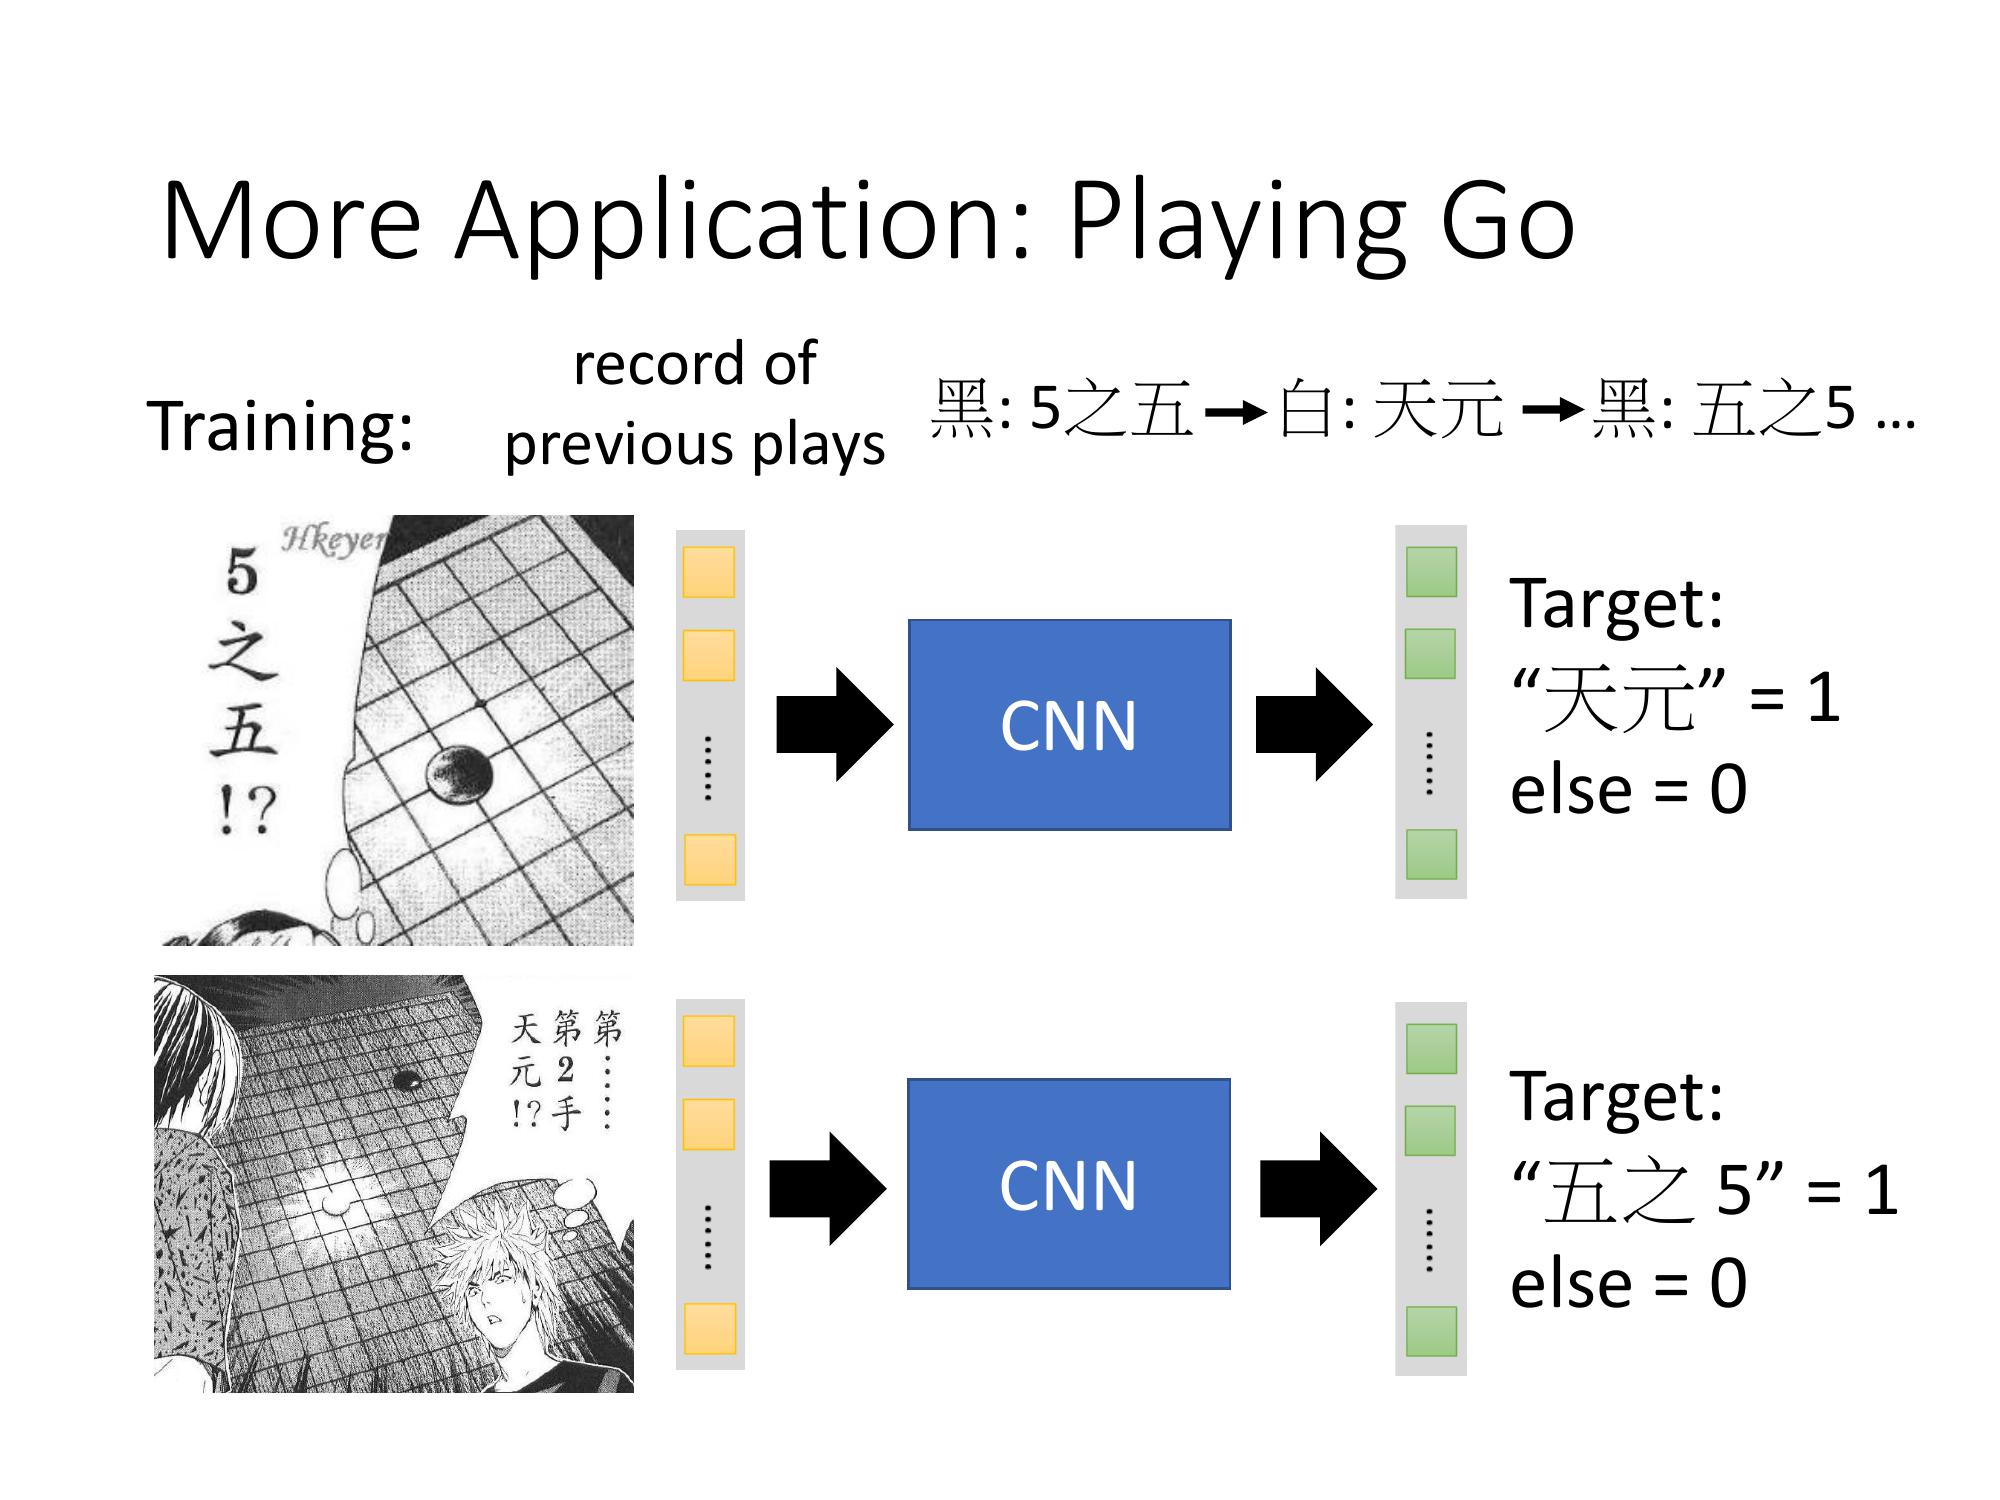 More Application: Playing Go
Training:
record of
previous plays
黑: 5之五 → 白: 天元 → 黑: 五之5 ...
Hkeyer
5之五!?
CNN
Target:
“天元” = 1
else = 0
第……
第2手
天元!?
CNN
Target:
“五之 5” = 1
else = 0